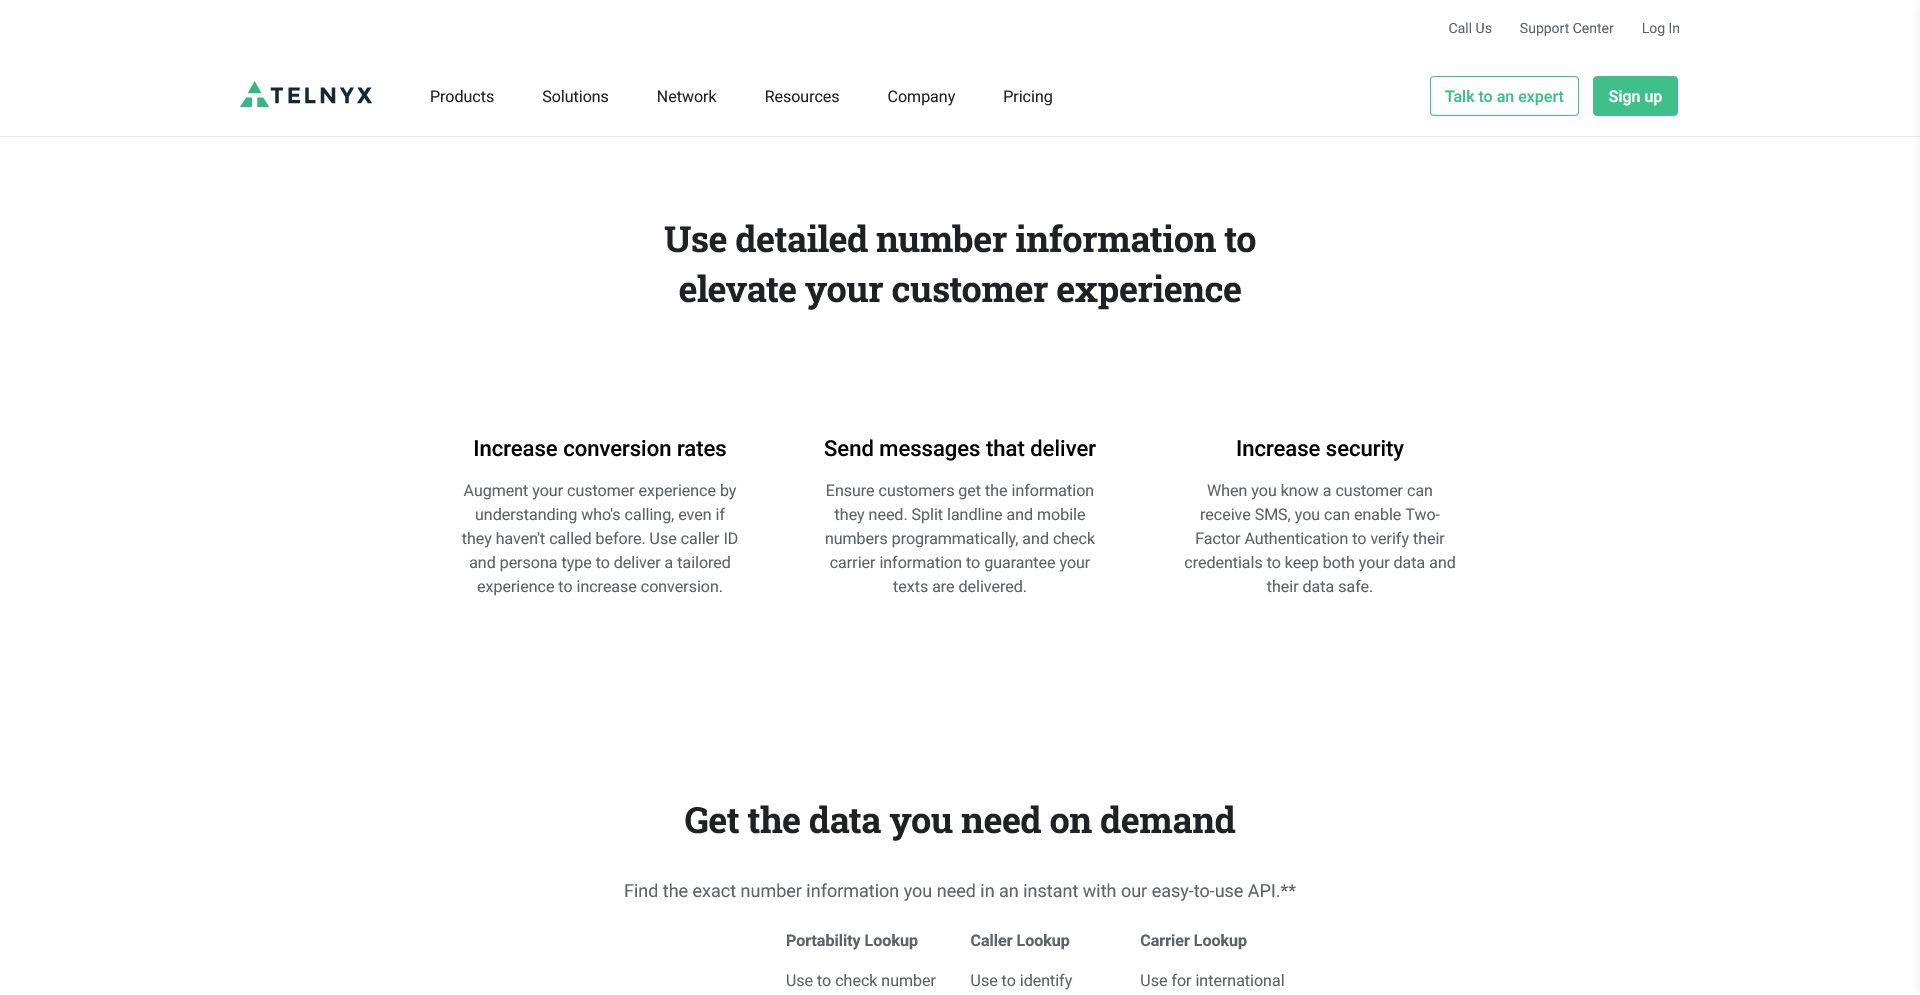 Call Us Support Center Log In
TELNYX Products Solutions Network Resources Company Pricing Talk to an expert Sign up
Use detailed number information to
elevate your customer experience
Increase conversion rates
Augment your customer experience by
understanding who's calling, even if
they haven't called before. Use caller ID
and persona type to deliver a tailored
experience to increase conversion.
Send messages that deliver
Ensure customers get the information
they need. Split landline and mobile
numbers programmatically, and check
carrier information to guarantee your
texts are delivered.
Increase security
When you know a customer can
receive SMS, you can enable Two-
Factor Authentication to verify their
credentials to keep both your data and
their data safe.
Get the data you need on demand
Find the exact number information you need in an instant with our easy-to-use API.**
Portability Lookup Caller Lookup Carrier Lookup
Use to check number Use to identify Use for international